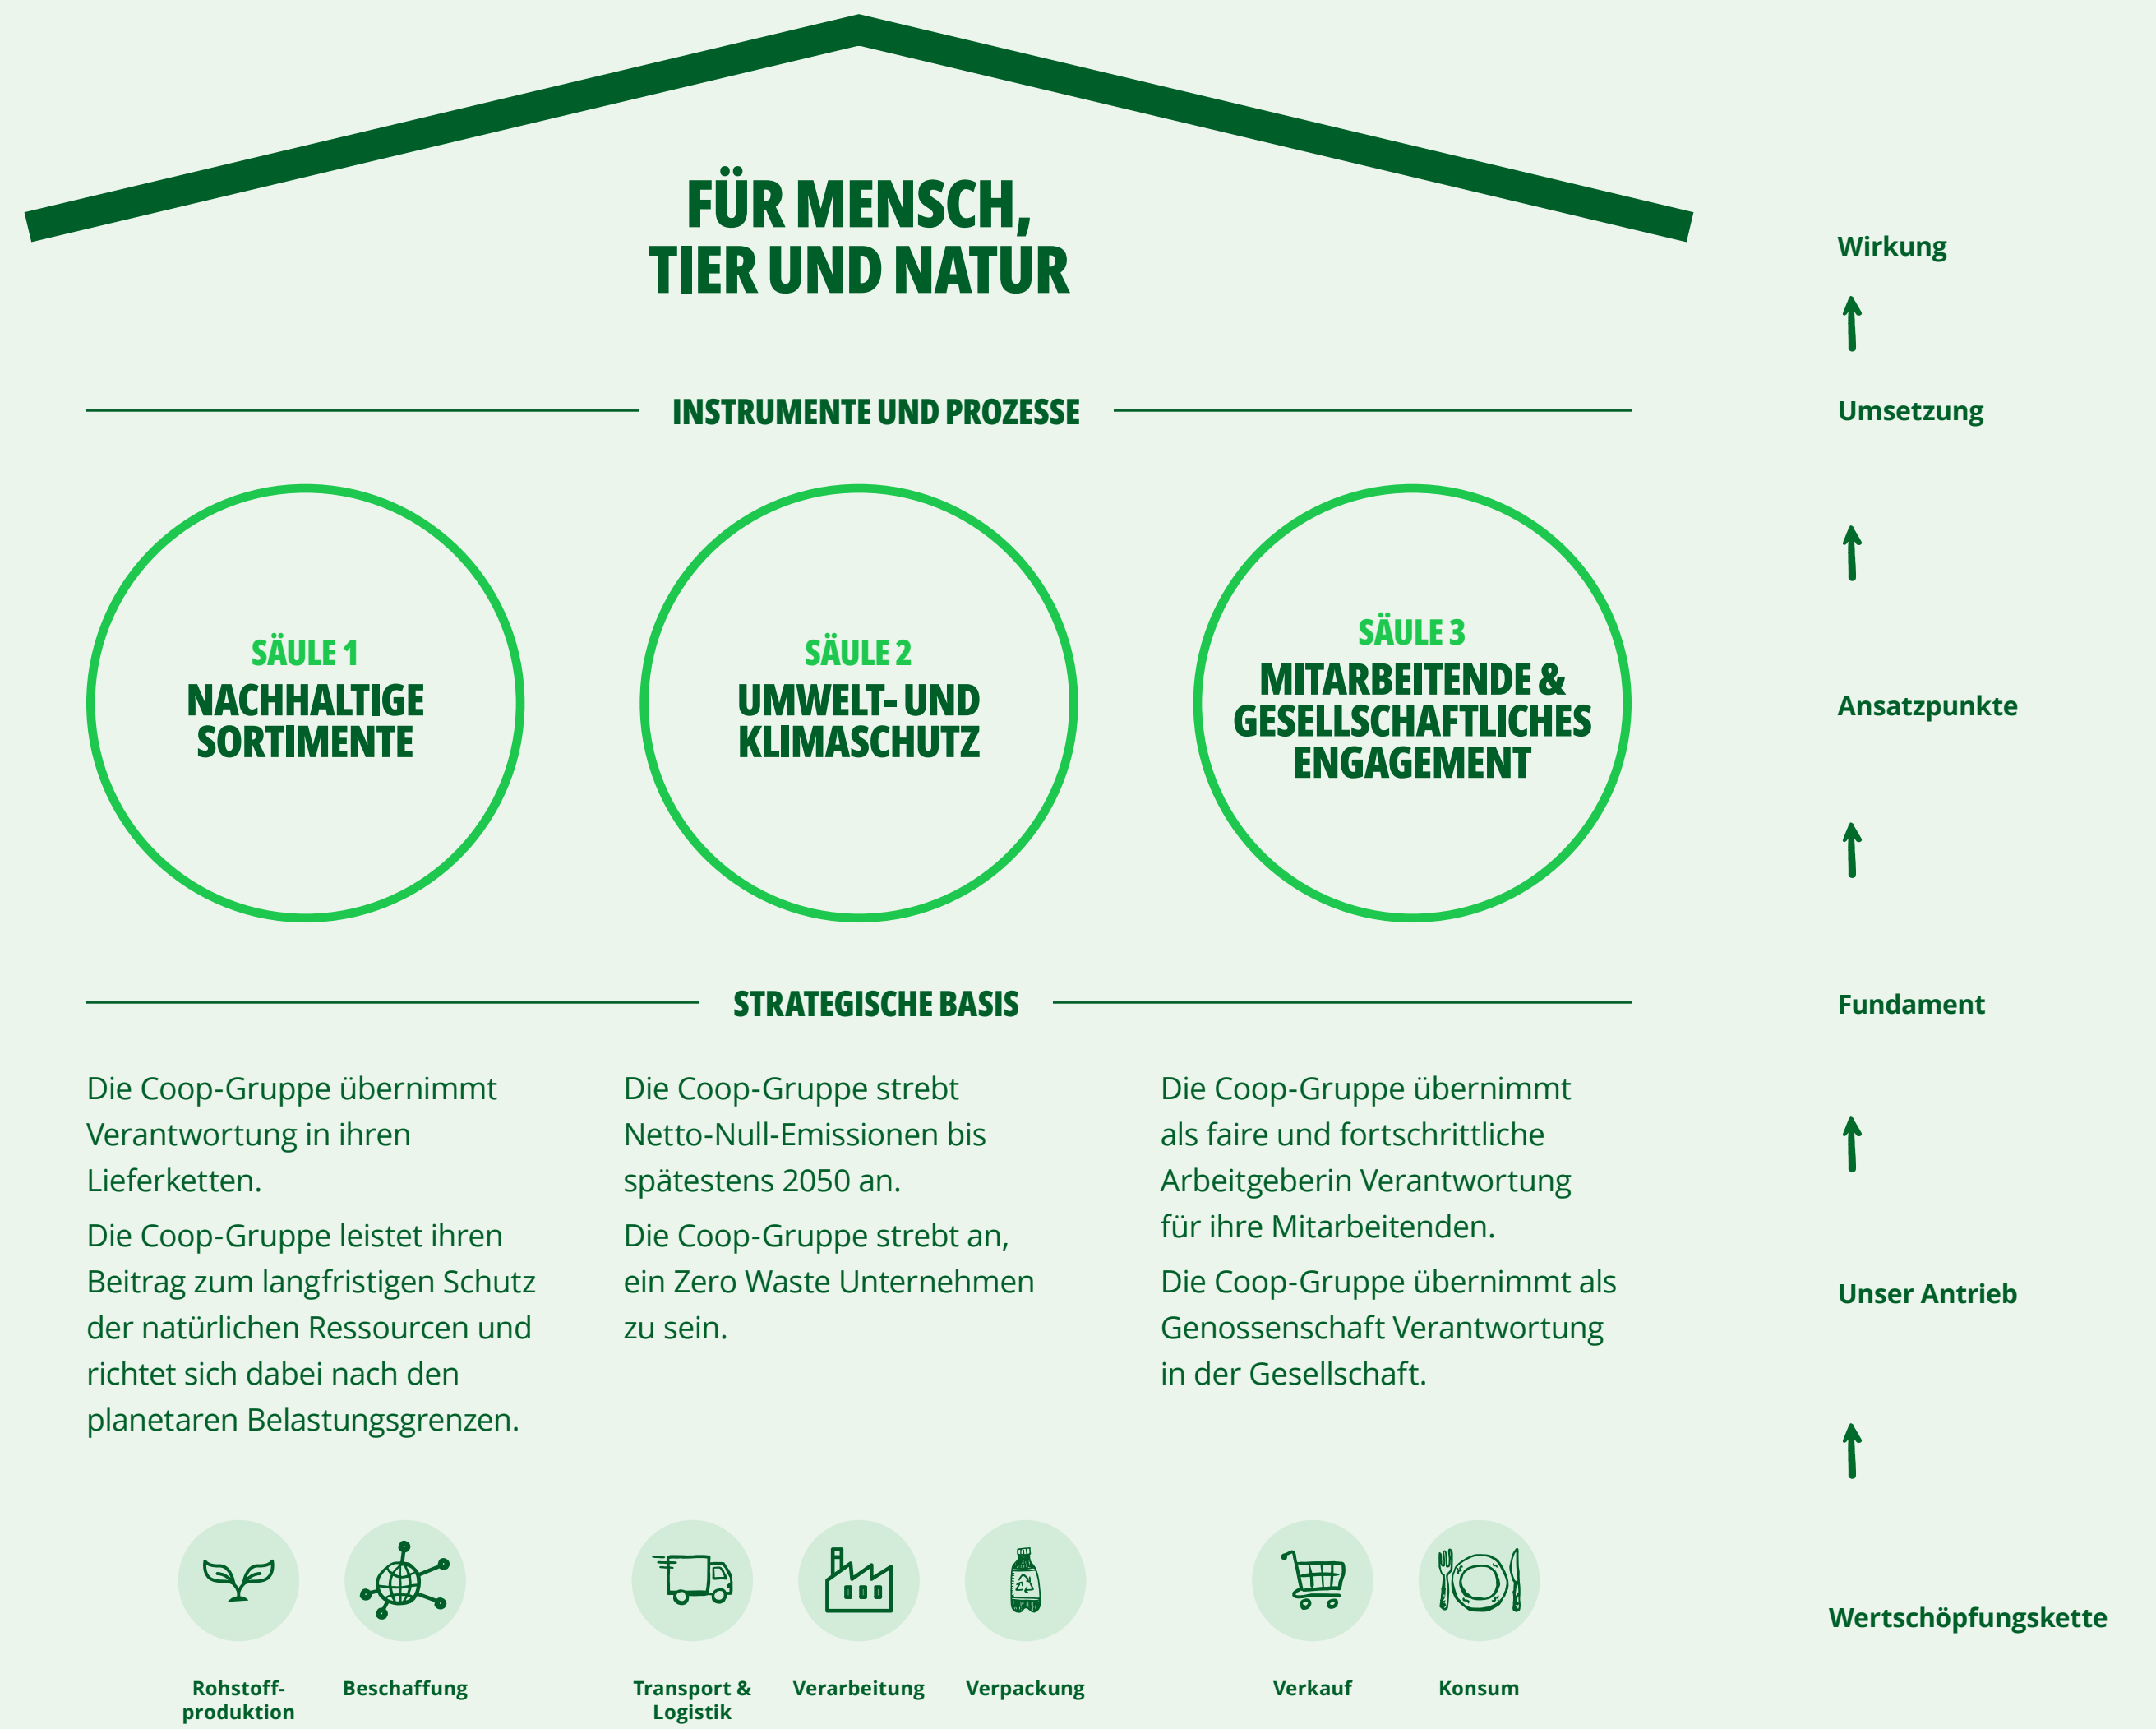 FÜR MENSCH,
TIER UND NATUR
Wirkung
INSTRUMENTE UND PROZESSE
Umsetzung
SÄULE 1
NACHHALTIGE
SORTIMENTE
SÄULE 2
UMWELT- UND
KLIMASCHUTZ
SÄULE 3
MITARBEITENDE &
GESELLSCHAFTLICHES
ENGAGEMENT
Ansatzpunkte
STRATEGISCHE BASIS
Fundament
Die Coop-Gruppe übernimmt
Verantwortung in ihren
Lieferketten.
Die Coop-Gruppe leistet ihren
Beitrag zum langfristigen Schutz
der natürlichen Ressourcen und
richtet sich dabei nach den
planetaren Belastungsgrenzen.
Die Coop-Gruppe strebt
Netto-Null-Emissionen bis
spätestens 2050 an.
Die Coop-Gruppe strebt an,
ein Zero Waste Unternehmen
zu sein.
Die Coop-Gruppe übernimmt
als faire und fortschrittliche
Arbeitgeberin Verantwortung
für ihre Mitarbeitenden.
Die Coop-Gruppe übernimmt als
Genossenschaft Verantwortung
in der Gesellschaft.
Unser Antrieb
Rohstoff-
produktion
Beschaffung
Transport &
Logistik
Verarbeitung
Verpackung
Verkauf
Konsum
Wertschöpfungskette